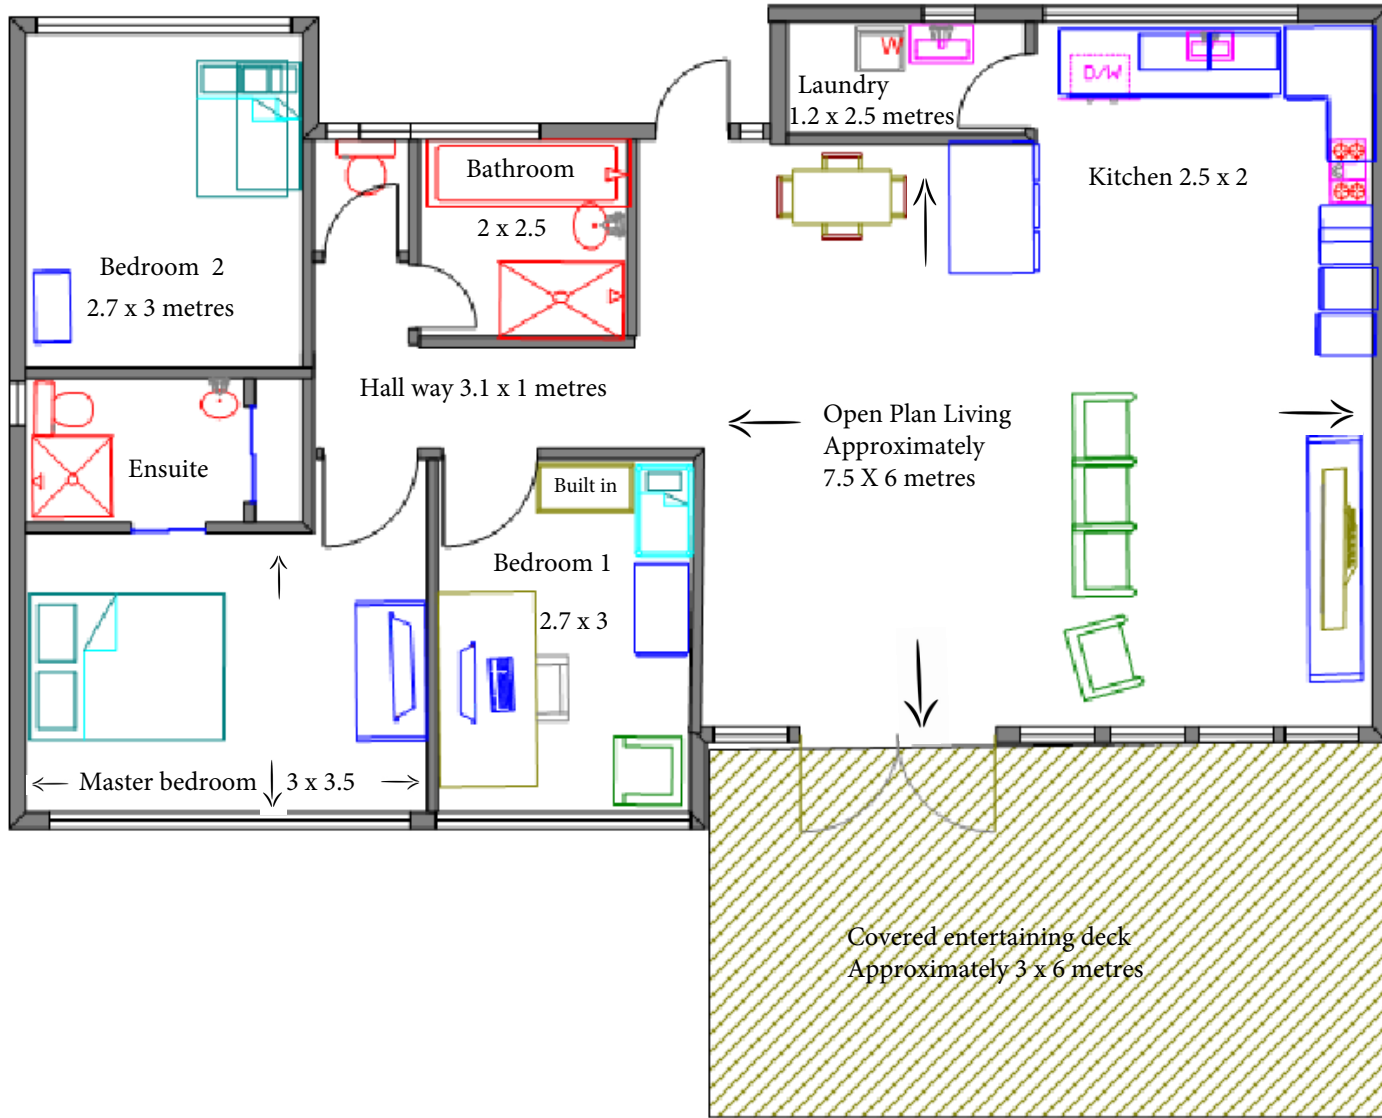 W
D/W
Laundry
1.2 x 2.5 metres
Bathroom
2 x 2.5
Kitchen 2.5 x 2
Bedroom 2
2.7 x 3 metres
Hall way 3.1 x 1 metres
Open Plan Living
Approximately
7.5 X 6 metres
Ensuite
Built in
Bedroom 1
2.7 x 3
Master bedroom 3 x 3.5
Covered entertaining deck
Approximately 3 x 6 metres